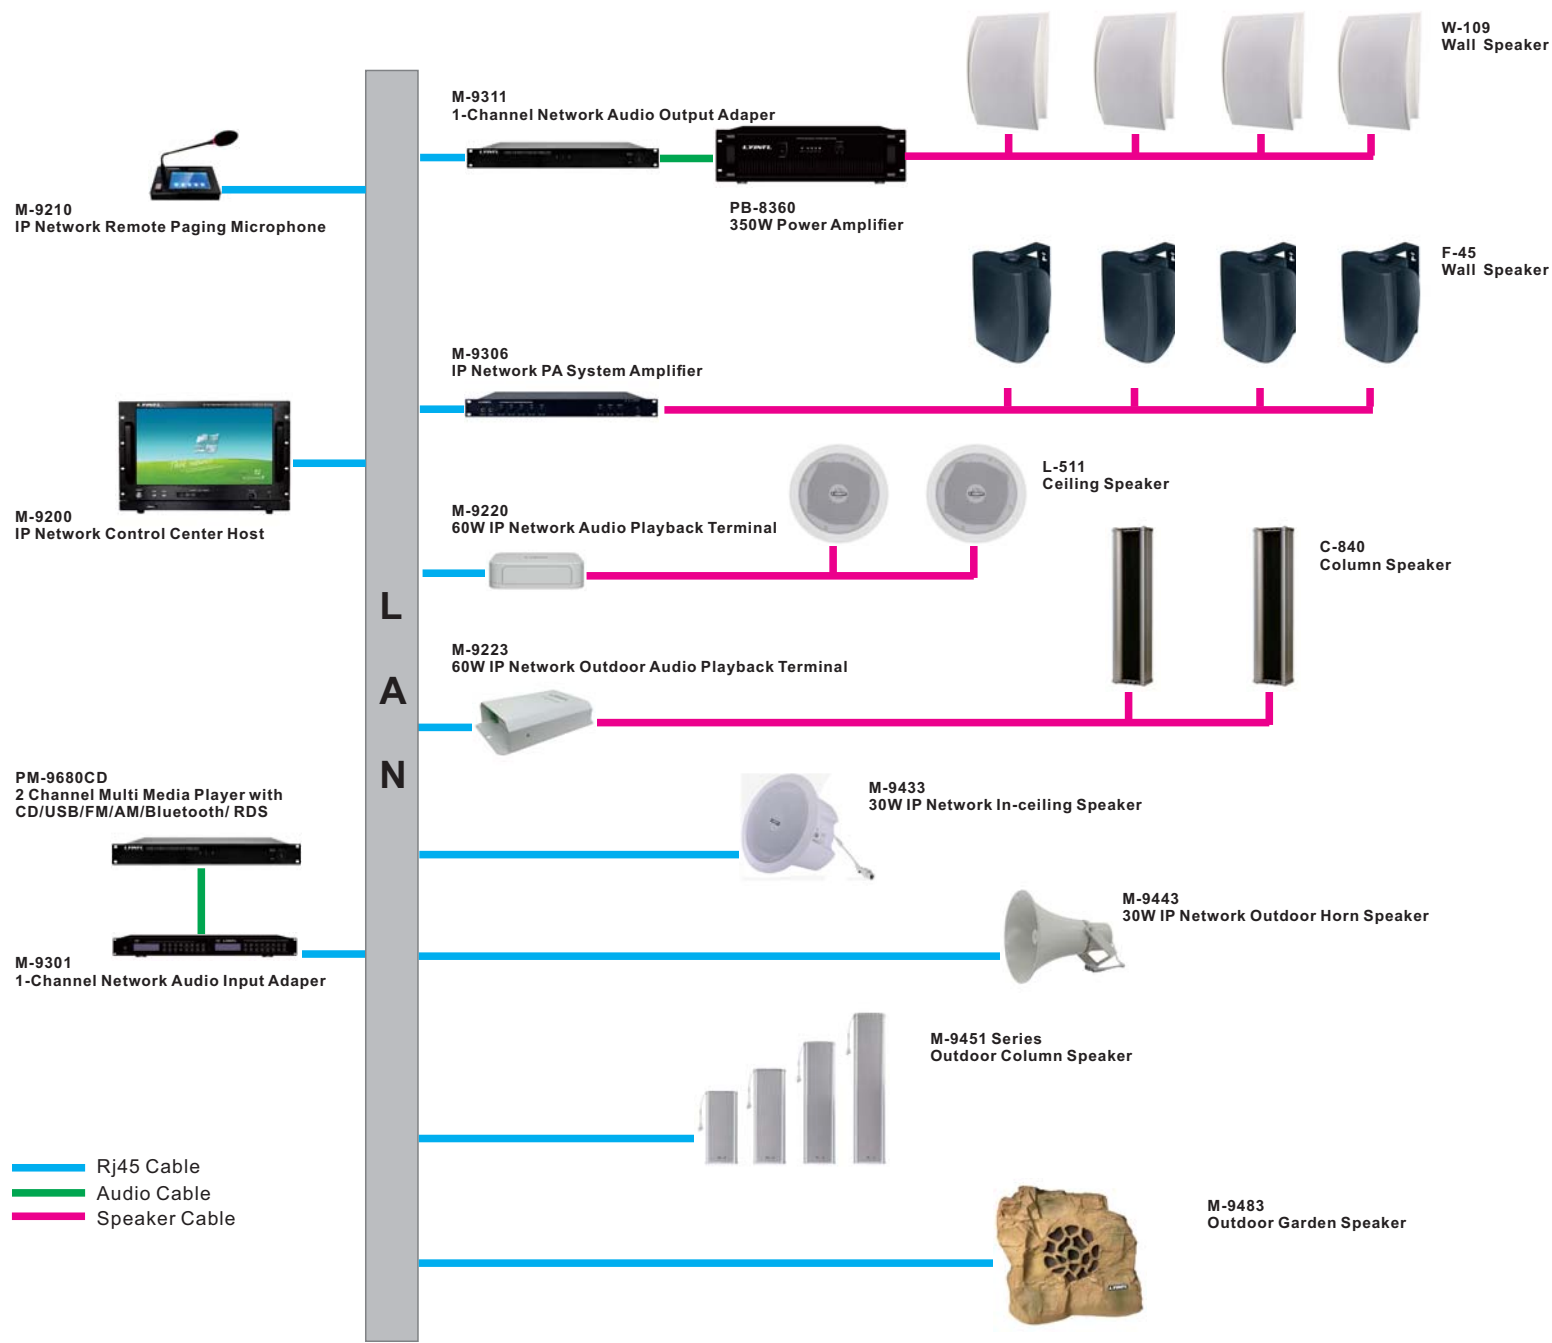 W-109
Wall Speaker
M-9311
1-Channel Network Audio Output Adaper
PB-8360
350W Power Amplifier
M-9210
IP Network Remote Paging Microphone
F-45
Wall Speaker
M-9306
IP Network PA System Amplifier
M-9200
IP Network Control Center Host
L-511
Ceiling Speaker
M-9220
60W IP Network Audio Playback Terminal
C-840
Column Speaker
L
A
N
M-9223
60W IP Network Outdoor Audio Playback Terminal
PM-9680CD
2 Channel Multi Media Player with
CD/USB/FM/AM/Bluetooth/ RDS
M-9433
30W IP Network In-ceiling Speaker
M-9443
30W IP Network Outdoor Horn Speaker
M-9301
1-Channel Network Audio Input Adaper
M-9451 Series
Outdoor Column Speaker
Rj45 Cable
Audio Cable
Speaker Cable
M-9483
Outdoor Garden Speaker